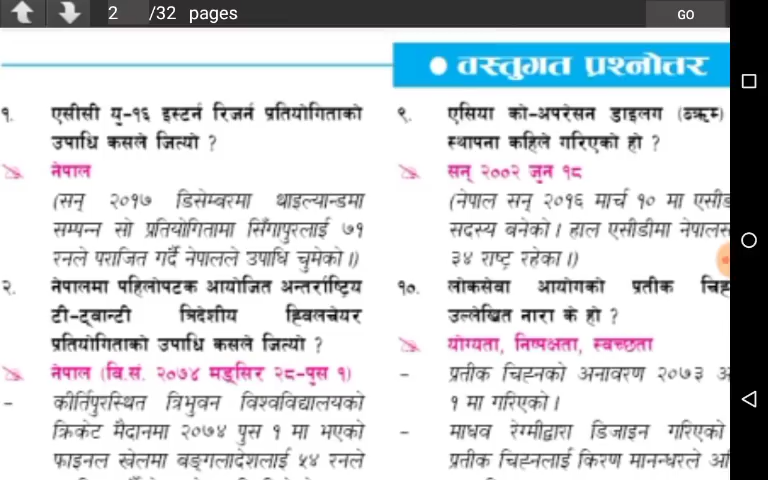 2 /32 pages GO
वस्तुगत प्रश्नोत्तर
१. एसीसी यु-१६ इस्टर्न रिजर्न प्रतियोगिताको
उपाधि कसले जित्यो ?
नेपाल
(सन् २०१७ डिसेम्बरमा थाइल्यान्डमा
सम्पन्न सो प्रतियोगितामा सिँगापुरलाई ७१
रनले पराजित गर्दै नेपालले उपाधि चुमेको ।)
२. नेपालमा पहिलोपटक आयोजित अन्तर्राष्ट्रिय
टी-ट्वान्टी त्रिदेशीय ह्विलचेयर
प्रतियोगिताको उपाधि कसले जित्यो ?
नेपाल (वि.सं. २०७४ मङ्सिर २८-पुस १)
- कीर्तिपुरस्थित त्रिभुवन विश्वविद्यालयको
क्रिकेट मैदानमा २०७४ पुस १ मा भएको
फाइनल खेलमा बङ्गलादेशलाई ५४ रनले
९. एसिया को-अपरेसन डाइलग
स्थापना कहिले गरिएको हो ?
सन् २००२ जुन १८
(नेपाल सन् २०१६ मार्च १० मा एसीड
सदस्य बनेको । हाल एसीडीमा नेपालस
३४ राष्ट्र रहेका ।)
१०. लोकसेवा आयोगको प्रतीक चिह
उल्लेखित नारा के हो ?
योग्यता, निष्पक्षता, स्वच्छता
- प्रतीक चिह्नको अनावरण २०७३ अ
१ मा गरिएको ।
- माधव रेग्मीद्वारा डिजाइन गरिएको
प्रतीक चिह्नलाई किरण मानन्धरले अ